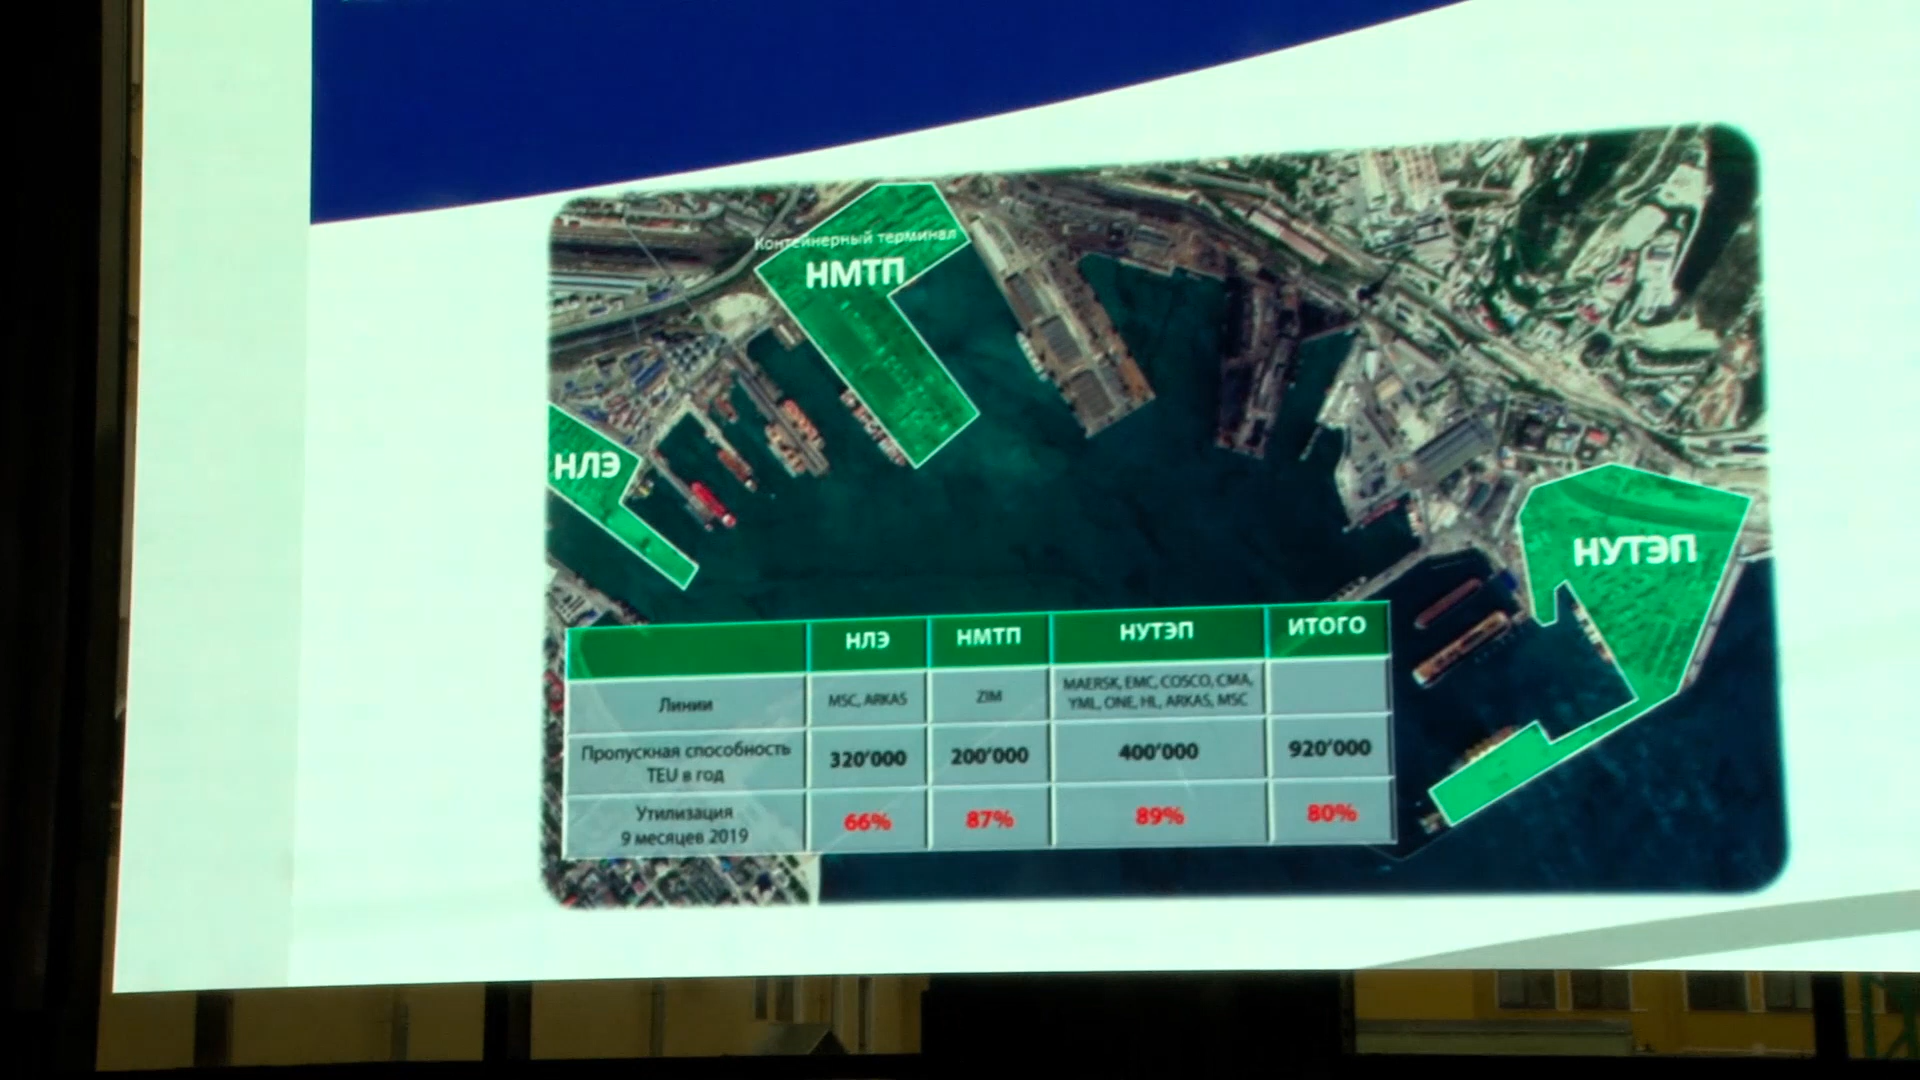 Контейнерный терминал
НМТП
НЛЭ
НУТЭП
НЛЭ НМТП НУТЭП ИТОГО
Линии MSC, ARKAS ZIM MAERSK, EMC, COSCO, CMA,
YML, ONE, HL, ARKAS, MSC
Пропускная способность
TEU в год 320'000 200'000 400'000 920'000
Утилизация
9 месяцев 2019 66% 87% 89% 80%